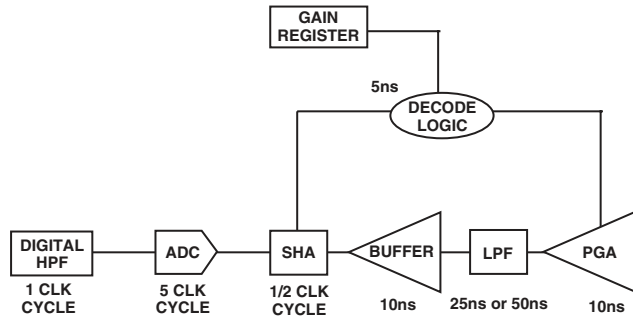 GAIN
REGISTER
5ns
DECODE
LOGIC
DIGITAL
HPF
ADC
SHA
BUFFER
LPF
PGA
1 CLK
CYCLE
5 CLK
CYCLE
1/2 CLK
CYCLE
10ns
25ns or 50ns
10ns